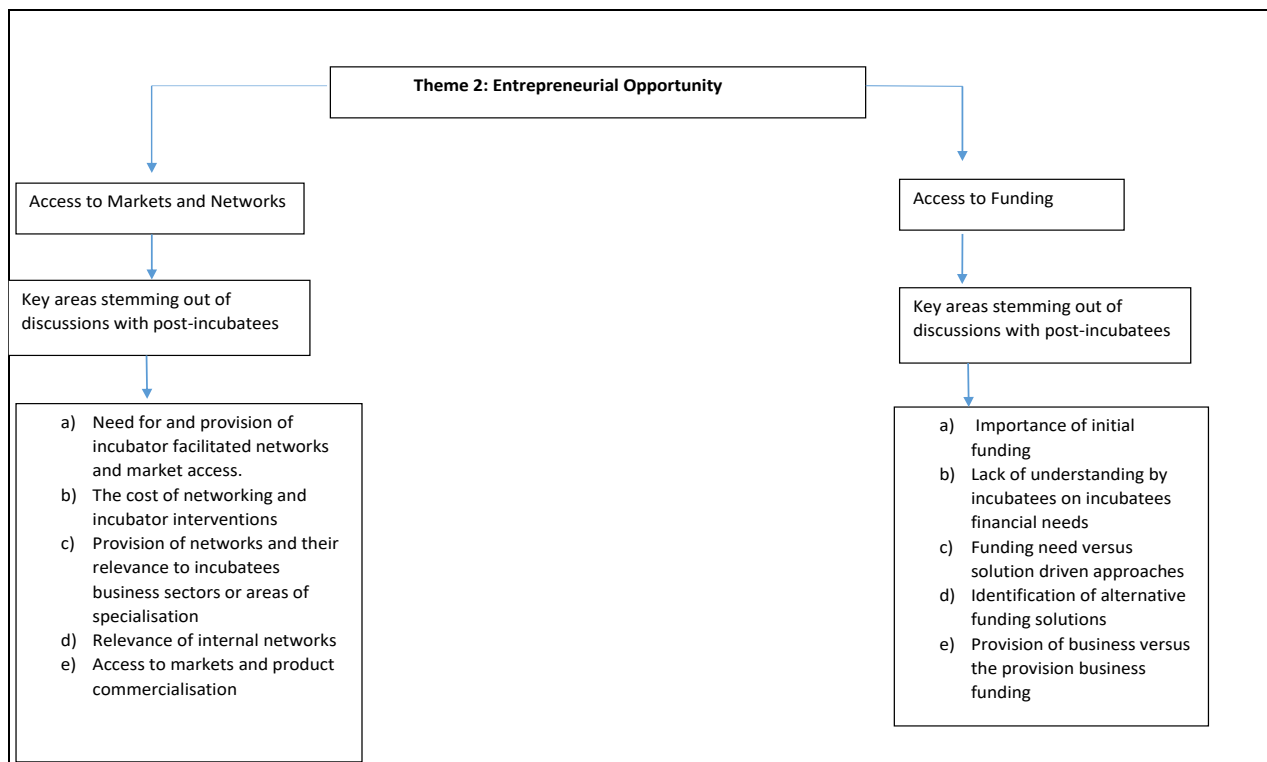 Theme 2: Entrepreneurial Opportunity
Access to Markets and Networks
Key areas stemming out of
discussions with post-incubatees
a) Need for and provision of
incubator facilitated networks
and market access.
b) The cost of networking and
incubator interventions
c) Provision of networks and their
relevance to incubatees
business sectors or areas of
specialisation
d) Relevance of internal networks
e) Access to markets and product
commercialisation
Access to Funding
Key areas stemming out of
discussions with post-incubatees
a) Importance of initial
funding
b) Lack of understanding by
incubatees on incubatees
financial needs
c) Funding need versus
solution driven approaches
d) Identification of alternative
funding solutions
e) Provision of business versus
the provision business
funding